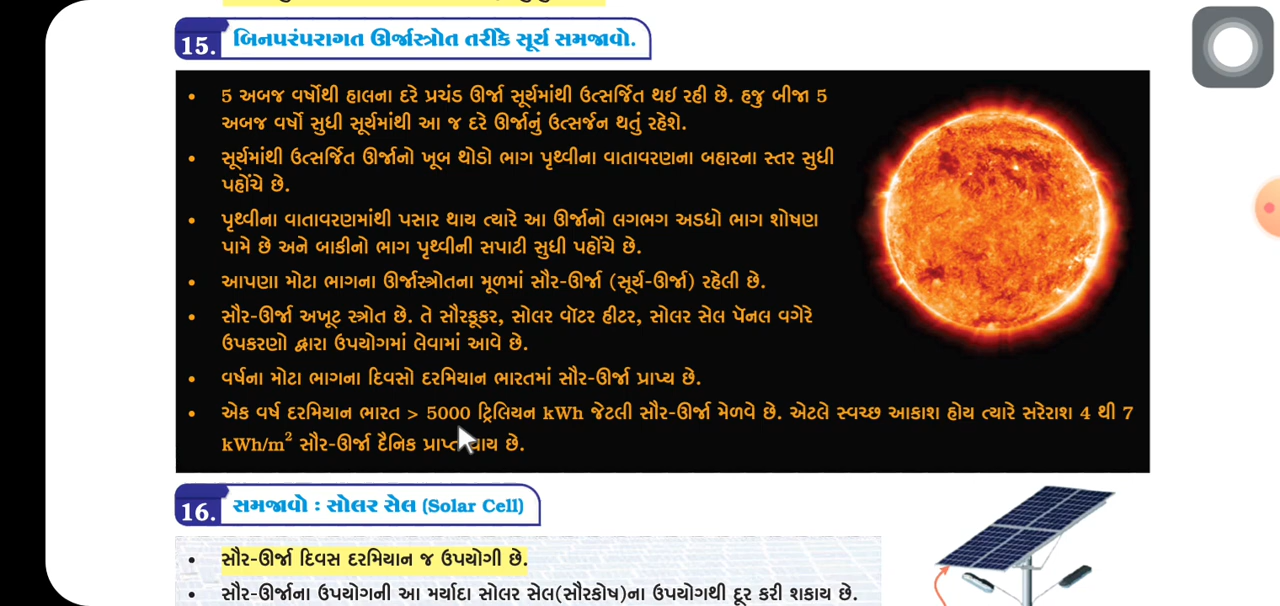 15. બિનપરંપરાગત ઊર્જાસ્ત્રોત તરીકે સૂર્ય સમજાવો.
• 5 અબજ વર્ષોથી હાલના દરે પ્રચંડ ઊર્જા સૂર્યમાંથી ઉત્સર્જિત થઇ રહી છે. હજુ બીજા 5
અબજ વર્ષો સુધી સૂર્યમાંથી આ જ દરે ઊર્જાનું ઉત્સર્જન થતું રહેશે.
• સૂર્યમાંથી ઉત્સર્જિત ઊર્જાનો ખૂબ થોડો ભાગ પૃથ્વીના વાતાવરણના બહારના સ્તર સુધી
પહોંચે છે.
• પૃથ્વીના વાતાવરણમાંથી પસાર થાય ત્યારે આ ઊર્જાનો લગભગ અડધો ભાગ શોષણ
પામે છે અને બાકીનો ભાગ પૃથ્વીની સપાટી સુધી પહોંચે છે.
• આપણા મોટા ભાગના ઊર્જાસ્ત્રોતના મૂળમાં સૌર-ઊર્જા (સૂર્ય-ઊર્જા) રહેલી છે.
• સૌર-ઊર્જા અખૂટ સ્ત્રોત છે. તે સૌરકૂકર, સોલર વૉટર હીટર, સોલર સેલ પૅનલ વગેરે
ઉપકરણો દ્વારા ઉપયોગમાં લેવામાં આવે છે.
• વર્ષના મોટા ભાગના દિવસો દરમિયાન ભારતમાં સૌર-ઊર્જા પ્રાપ્ય છે.
• એક વર્ષ દરમિયાન ભારત > 5000 ટ્રિલિયન kWh જેટલી સૌર-ઊર્જા મેળવે છે. એટલે સ્વચ્છ આકાશ હોય ત્યારે સરેરાશ 4 થી 7
kWh/m² સૌર-ઊર્જા દૈનિક પ્રાપ્ત થાય છે.
16. સમજાવો : સોલર સેલ (Solar Cell)
• સૌર-ઊર્જા દિવસ દરમિયાન જ ઉપયોગી છે.
• સૌર-ઊર્જાના ઉપયોગની આ મર્યાદા સોલર સેલ(સૌરકોષ)ના ઉપયોગથી દૂર કરી શકાય છે.